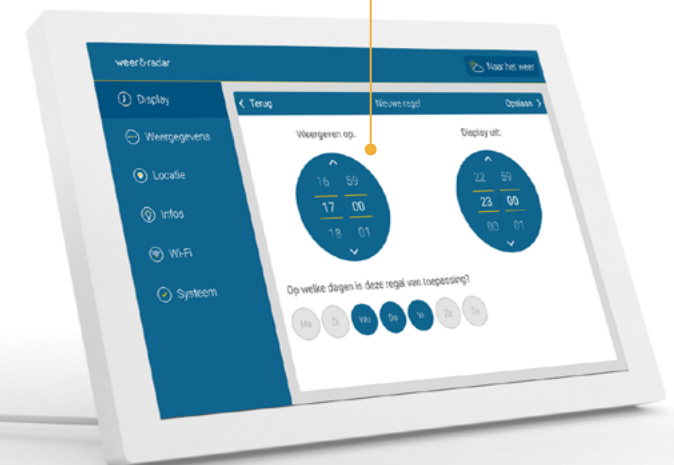 weer&radar
Naar het weer
Display
Weergegevens
Locatie
Infos
Wi-Fi
Systeem
Terug
Nieuwe regel
Opslaan
Weergeven op:
Display uit:
16 59
17 : 00
18 01
22 59
23 : 00
00 01
Op welke dagen is deze regel van toepassing?
Ma Di Wo Do Vr Za Zo